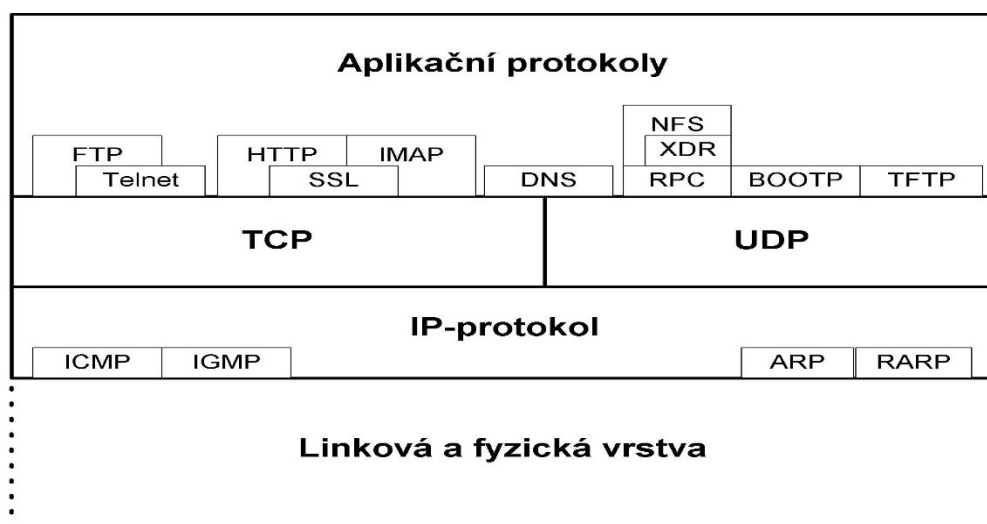 Aplikační protokoly
NFS
FTP HTTP IMAP XDR
Telnet SSL DNS RPC BOOTP TFTP
TCP UDP
IP-protokol
ICMP IGMP ARP RARP
Linková a fyzická vrstva